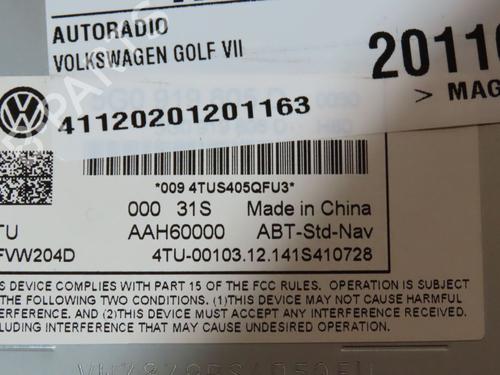 AUTORADIO
VOLKSWAGEN GOLF VII
20110
> MAG
41120201201163
*009 4TUS405QFU3*
000 31S Made in China
TU AAH60000 ABT-Std-Nav
FVW204D 4TU-00103.12.141S410728
S DEVICE COMPLIES WITH PART 15 OF THE FCC RULES. OPERATION IS SUBJECT
THE FOLLOWING TWO CONDITIONS. (1)THIS DEVICE MAY NOT CAUSE HARMFUL
ERFERENCE, AND (2)THIS DEVICE MUST ACCEPT ANY INTERFERENCE RECEIVED.
LUDING INTERFERENCE THAT MAY CAUSE UNDESIRED OPERATION.